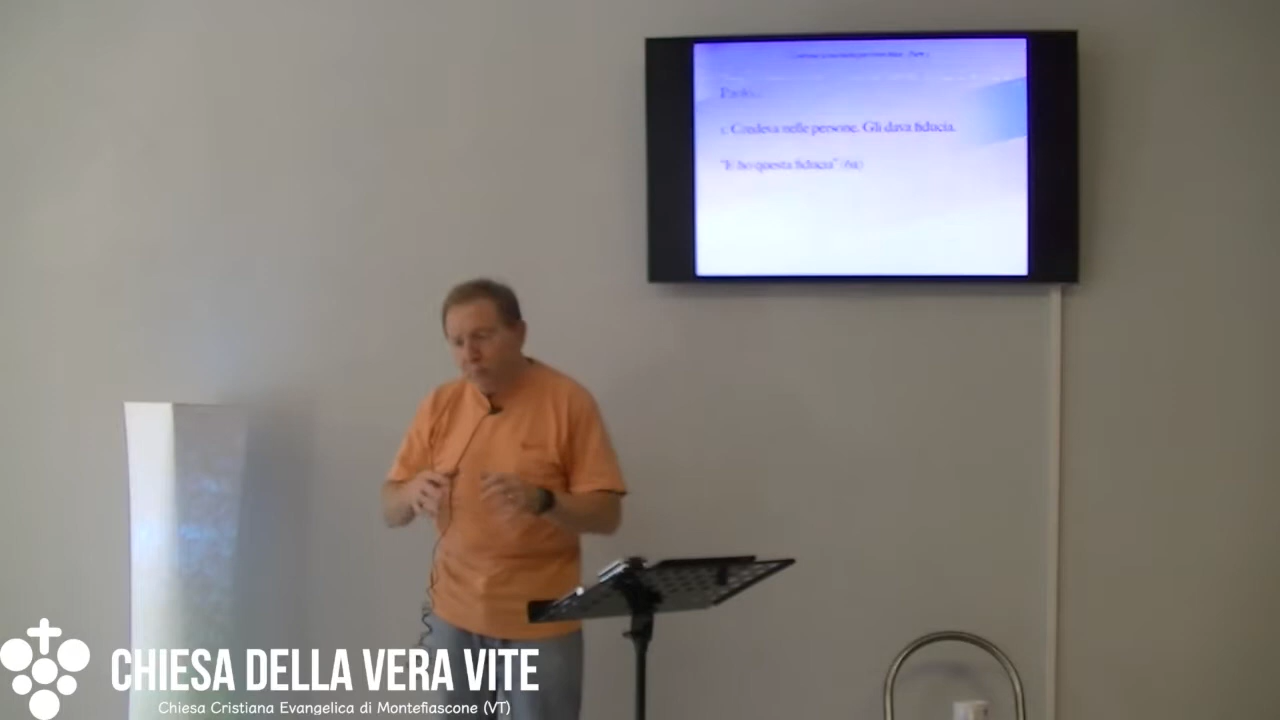 Paolo...
1. Credeva nelle persone. Gli dava fiducia.
"E ho questa fiducia" (6a)
CHIESA DELLA VERA VITE
Chiesa Cristiana Evangelica di Montefiascone (VT)